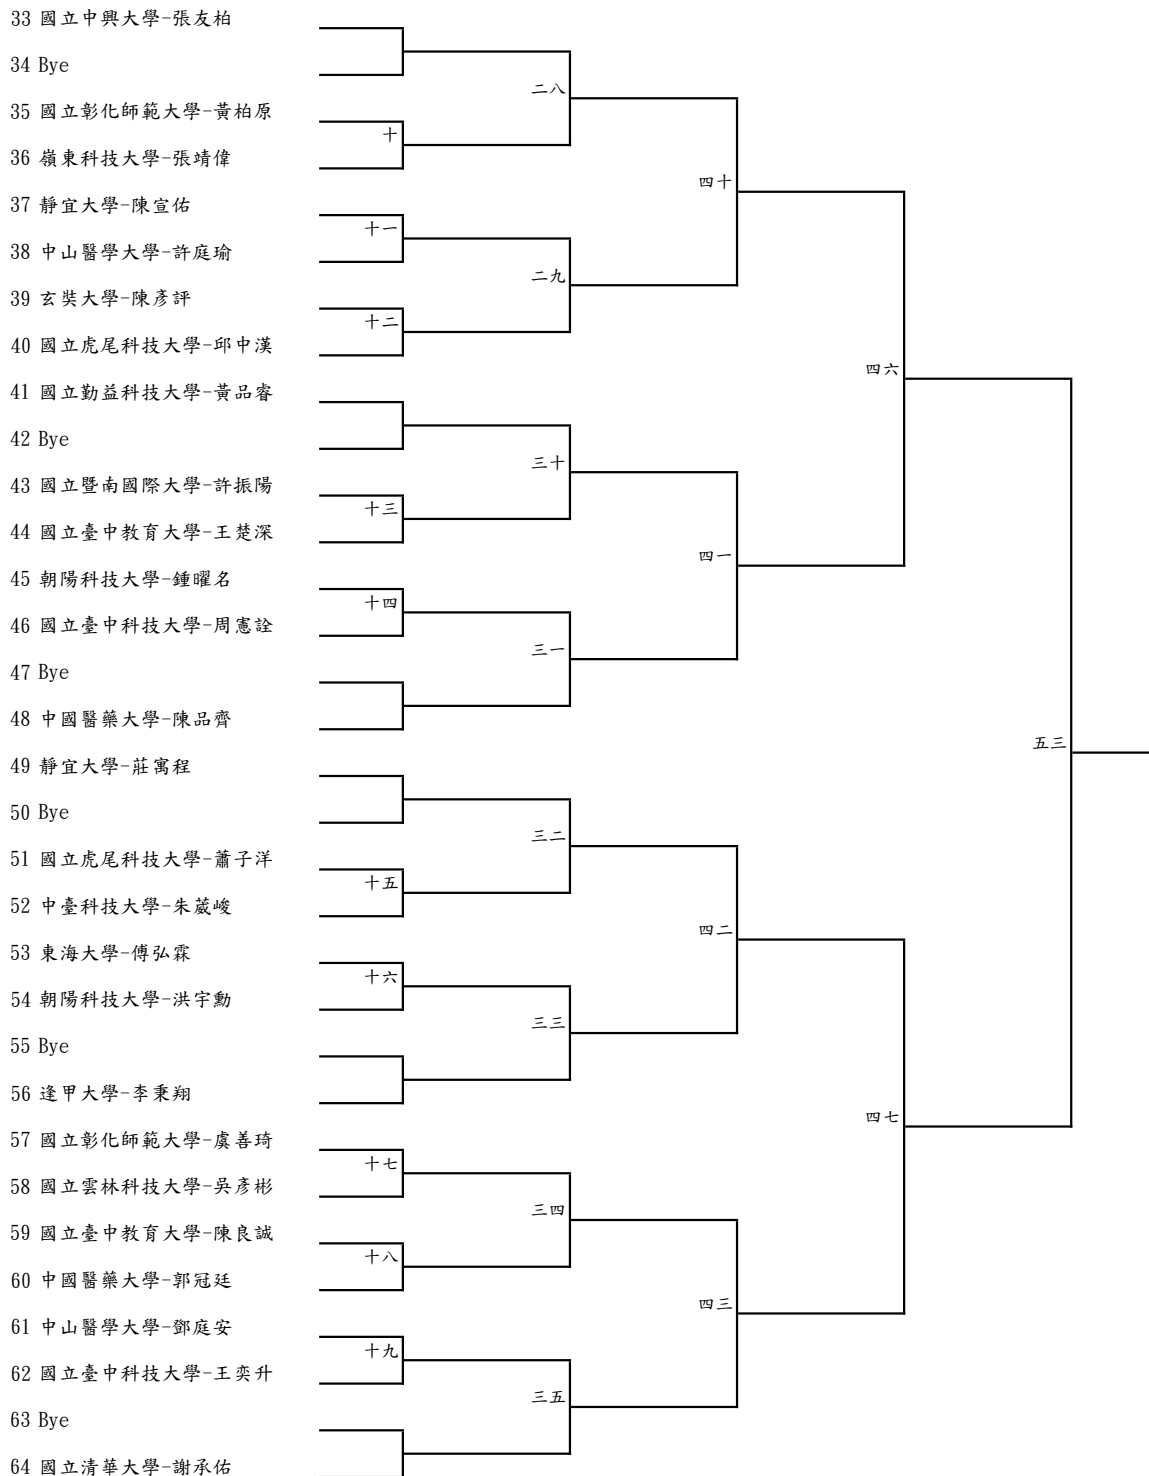 33 國立中興大學-張友柏
34 Bye
二八
35 國立彰化師範大學-黃柏原
十
36 嶺東科技大學-張靖偉
四十
37 靜宜大學-陳宣佑
十一
38 中山醫學大學-許庭瑜
二九
39 玄奘大學-陳彥評
十二
40 國立虎尾科技大學-邱中漢
四六
41 國立勤益科技大學-黃品睿
42 Bye
三十
43 國立暨南國際大學-許振陽
十三
44 國立臺中教育大學-王楚深
四一
45 朝陽科技大學-鍾曜名
十四
46 國立臺中科技大學-周憲詮
三一
47 Bye
48 中國醫藥大學-陳品齊
五三
49 靜宜大學-莊寓程
50 Bye
三二
51 國立虎尾科技大學-蕭子洋
十五
52 中臺科技大學-朱葳峻
四二
53 東海大學-傅弘霖
十六
54 朝陽科技大學-洪宇勳
三三
55 Bye
56 逢甲大學-李秉翔
四七
57 國立彰化師範大學-虞善琦
十七
58 國立雲林科技大學-吳彥彬
三四
59 國立臺中教育大學-陳良誠
十八
60 中國醫藥大學-郭冠廷
四三
61 中山醫學大學-鄧庭安
十九
62 國立臺中科技大學-王奕升
三五
63 Bye
64 國立清華大學-謝承佑